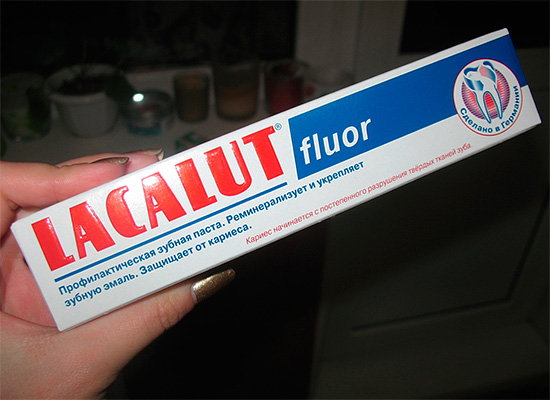 LACALUT® fluor
Сделано в Германии
Профилактическая зубная паста. Реминерализует и укрепляет
зубную эмаль. Защищает от кариеса.
Кариес начинается с постепенного разрушения твёрдых тканей зуба.